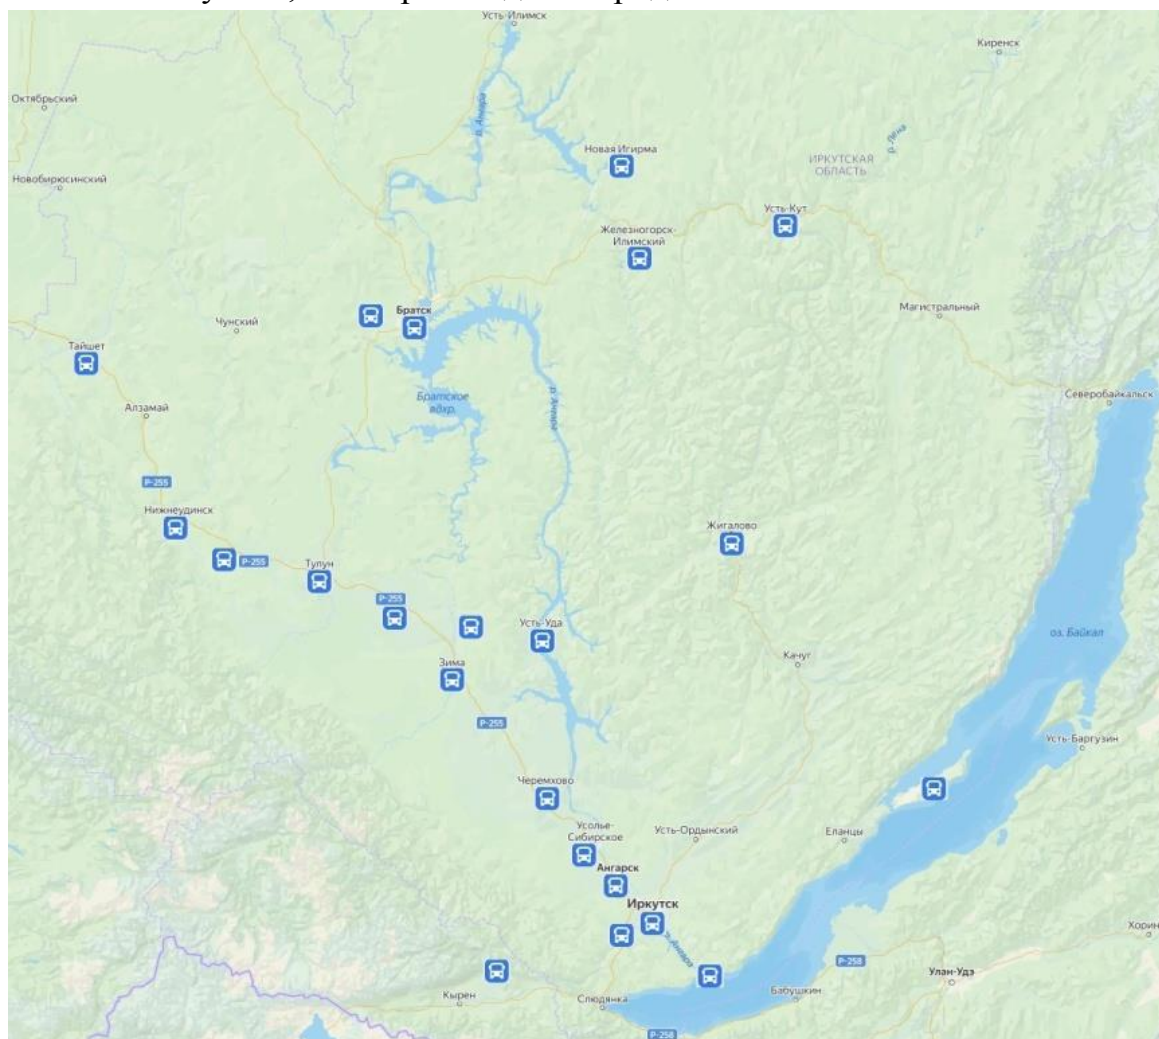 Усть-Илимск
Киренск
Октябрьский
р. Ангара
р. Лена
Новая Игирма
ИРКУТСКАЯ
ОБЛАСТЬ
Новобирюсинский
Усть-Кут
Железногорск-
Илимский
Магистральный
Братск
Чунский
Тайшет
Северобайкальск
Братское
вдхр.
р. Ангара
Алзамай
Р-255
Нижнеудинск
Жигалово
Р-255
Тулун
Р-255
Усть-Уда
оз. Байкал
Качуг
Зима
Р-255
Усть-Баргузин
Черемхово
Усолье-
Сибирское
Усть-Ордынский
Еланцы
Ангарск
Иркутск
Хорин
р. Ангара
Р-258
Улан-Удэ
Кырен
Слюдянка
Бабушкин
Р-258